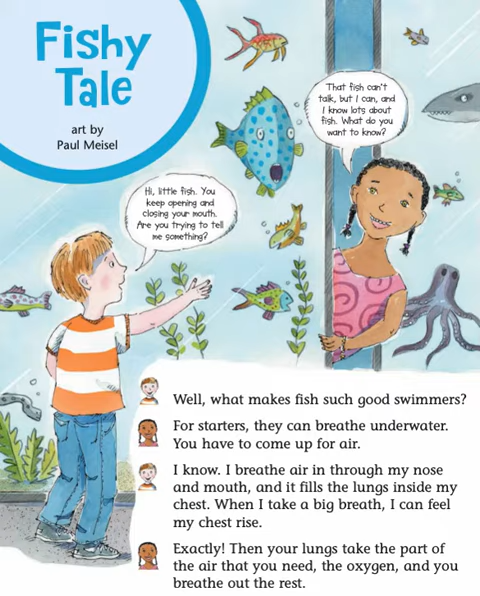 Fishy
Tale
art by
Paul Meisel
That fish can't
talk, but I can, and
I know lots about
fish. What do you
want to know?
Hi, little fish. You
keep opening and
closing your mouth.
Are you trying to tell
me something?
Well, what makes fish such good swimmers?
For starters, they can breathe underwater.
You have to come up for air.
I know. I breathe air in through my nose
and mouth, and it fills the lungs inside my
chest. When I take a big breath, I can feel
my chest rise.
Exactly! Then your lungs take the part of
the air that you need, the oxygen, and you
breathe out the rest.